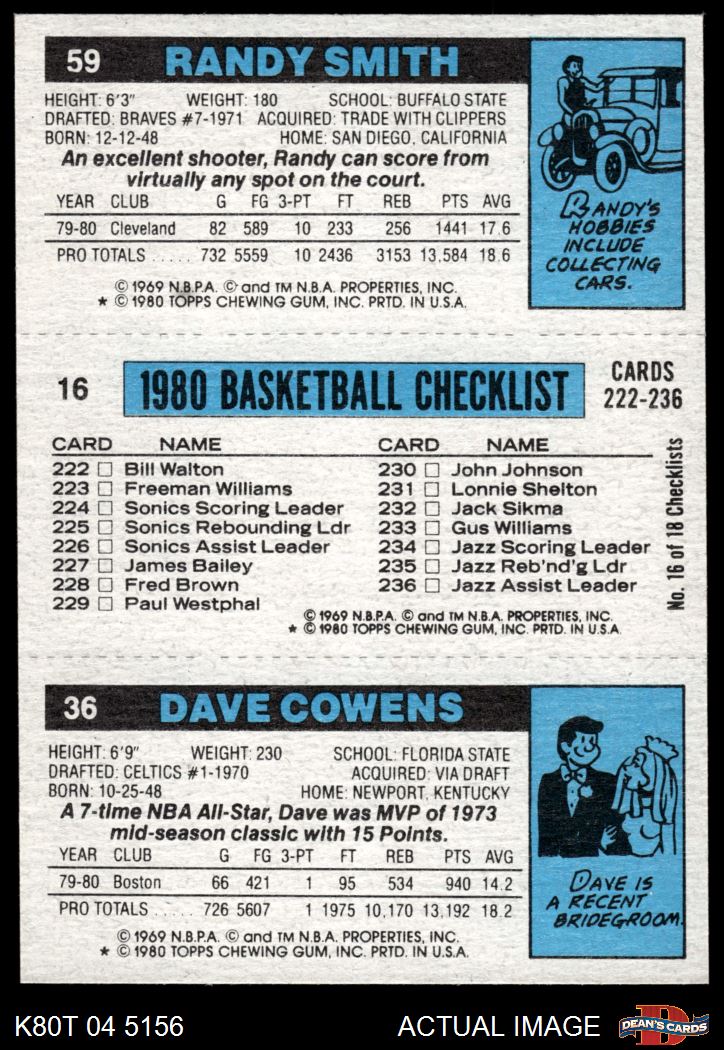 59 RANDY SMITH
HEIGHT: 6'3" WEIGHT: 180 SCHOOL: BUFFALO STATE
DRAFTED: BRAVES #7-1971 ACQUIRED: TRADE WITH CLIPPERS
BORN: 12-12-48 HOME: SAN DIEGO, CALIFORNIA
An excellent shooter, Randy can score from
virtually any spot on the court.
YEAR CLUB G FG 3-PT FT REB PTS AVG
79-80 Cleveland 82 589 10 233 256 1441 17.6
PRO TOTALS ..... 732 5559 10 2436 3153 13,584 18.6
© 1969 N.B.P.A. © and TM N.B.A. PROPERTIES, INC.
* © 1980 TOPPS CHEWING GUM, INC. PRTD. IN U.S.A.
RANDY'S
HOBBIES
INCLUDE
COLLECTING
CARS.
16 1980 BASKETBALL CHECKLIST CARDS
222-236
CARD NAME CARD NAME
222 □ Bill Walton 230 □ John Johnson
223 □ Freeman Williams 231 □ Lonnie Shelton
224 □ Sonics Scoring Leader 232 □ Jack Sikma
225 □ Sonics Rebounding Ldr 233 □ Gus Williams
226 □ Sonics Assist Leader 234 □ Jazz Scoring Leader
227 □ James Bailey 235 □ Jazz Reb'nd'g Ldr
228 □ Fred Brown 236 □ Jazz Assist Leader
229 □ Paul Westphal
© 1969 N.B.P.A. © and TM N.B.A. PROPERTIES, INC.
* © 1980 TOPPS CHEWING GUM, INC. PRTD. IN U.S.A.
No. 16 of 18 Checklists
36 DAVE COWENS
HEIGHT: 6'9" WEIGHT: 230 SCHOOL: FLORIDA STATE
DRAFTED: CELTICS #1-1970 ACQUIRED: VIA DRAFT
BORN: 10-25-48 HOME: NEWPORT, KENTUCKY
A 7-time NBA All-Star, Dave was MVP of 1973
mid-season classic with 15 Points.
YEAR CLUB G FG 3-PT FT REB PTS AVG
79-80 Boston 66 421 1 95 534 940 14.2
PRO TOTALS ..... 726 5607 1 1975 10,170 13,192 18.2
© 1969 N.B.P.A. © and TM N.B.A. PROPERTIES, INC.
* © 1980 TOPPS CHEWING GUM, INC. PRTD. IN U.S.A.
DAVE IS
A RECENT
BRIDEGROOM.
K80T 04 5156 ACTUAL IMAGE D DEAN'S CARDS